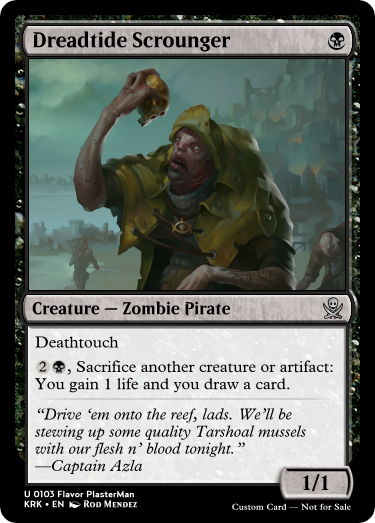 Dreadtide Scrounger
Creature — Zombie Pirate
Deathtouch
2 , Sacrifice another creature or artifact:
You gain 1 life and you draw a card.
“Drive ’em onto the reef, lads. We’ll be
stewing up some quality Tarshoal mussels
with our flesh n’ blood tonight.”
—Captain Azla
1/1
U 0103 Flavor PlasterMan
KRK • EN Rod Mendez
Custom Card — Not for Sale